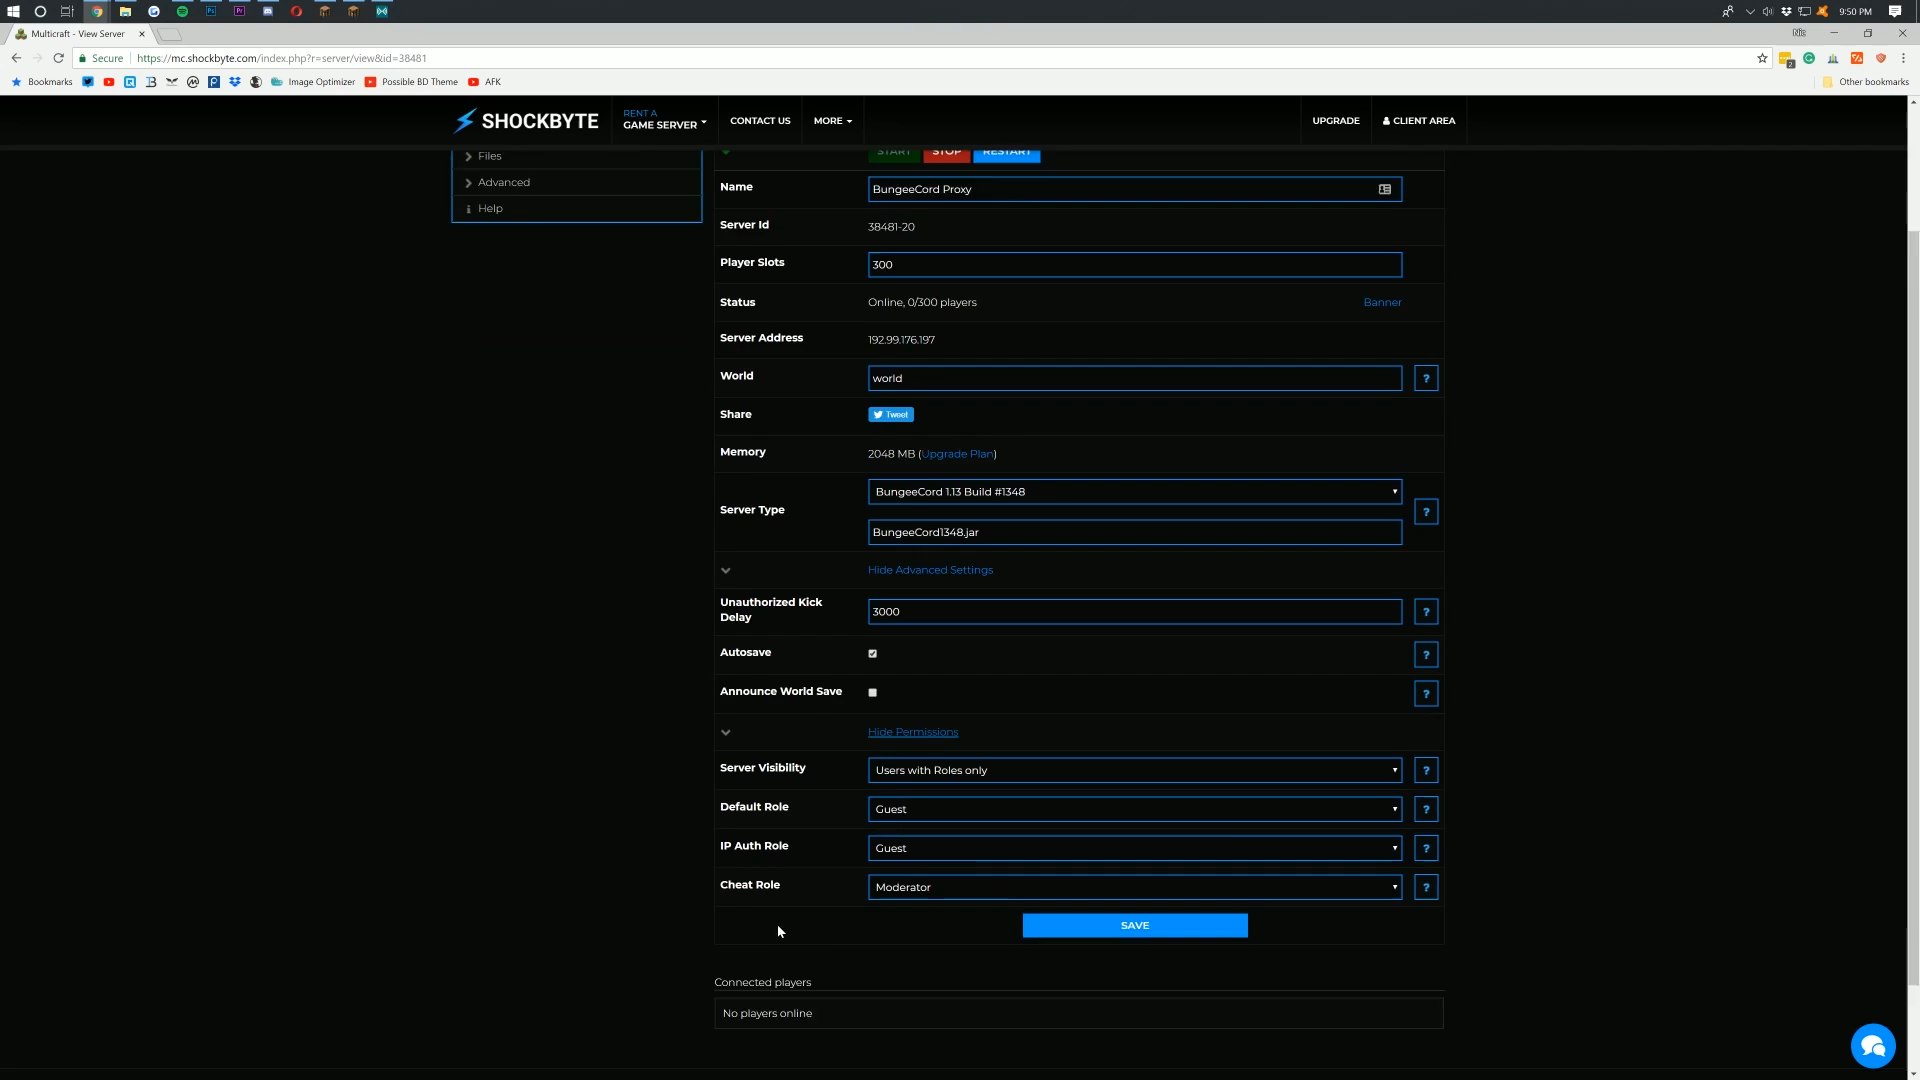 9:50 PM
Multicraft - View Server
Secure
https://mc.shockbyte.com/index.php?r=server/view&id=38481
Bookmarks
Image Optimizer
Possible BD Theme
AFK
Other bookmarks
SHOCKBYTE
RENT A
GAME SERVER
CONTACT US
MORE
UPGRADE
CLIENT AREA
Files
Advanced
Help
START
STOP
RESTART
Name
BungeeCord Proxy
Server Id
38481-20
Player Slots
300
Status
Online, 0/300 players
Banner
Server Address
192.99.176.197
World
world
?
Share
Tweet
Memory
2048 MB (Upgrade Plan)
Server Type
BungeeCord 1.13 Build #1348
BungeeCord1348.jar
?
Hide Advanced Settings
Unauthorized Kick
Delay
3000
?
Autosave
?
Announce World Save
?
Hide Permissions
Server Visibility
Users with Roles only
?
Default Role
Guest
?
IP Auth Role
Guest
?
Cheat Role
Moderator
?
SAVE
Connected players
No players online